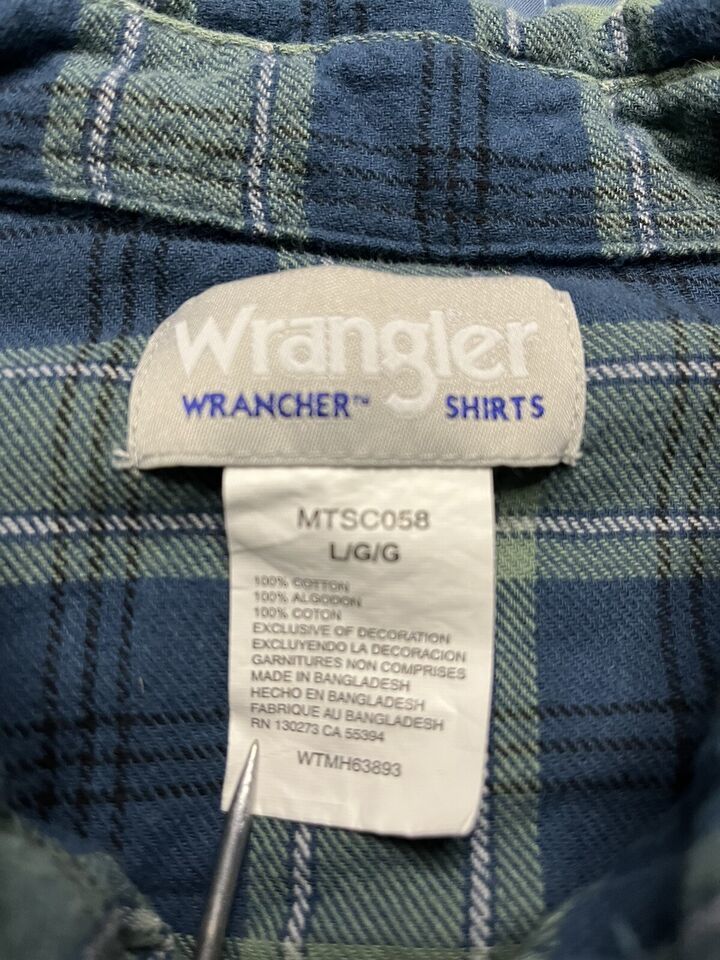 Wrangler
WRANCHER™ SHIRTS
MTSC058
L/G/G
100% COTTON
100% ALGODON
100% COTON
EXCLUSIVE OF DECORATION
EXCLUYENDO LA DECORACION
GARNITURES NON COMPRISES
MADE IN BANGLADESH
HECHO EN BANGLADESH
FABRIQUE AU BANGLADESH
RN 130273 CA 55394
WTMH63893